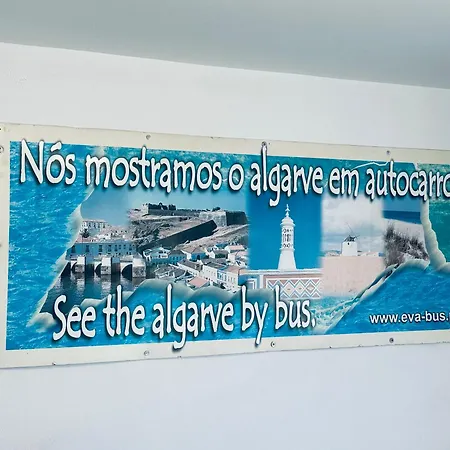 Nós mostramos o algarve em autocarro
See the algarve by bus.
www.eva-bus.